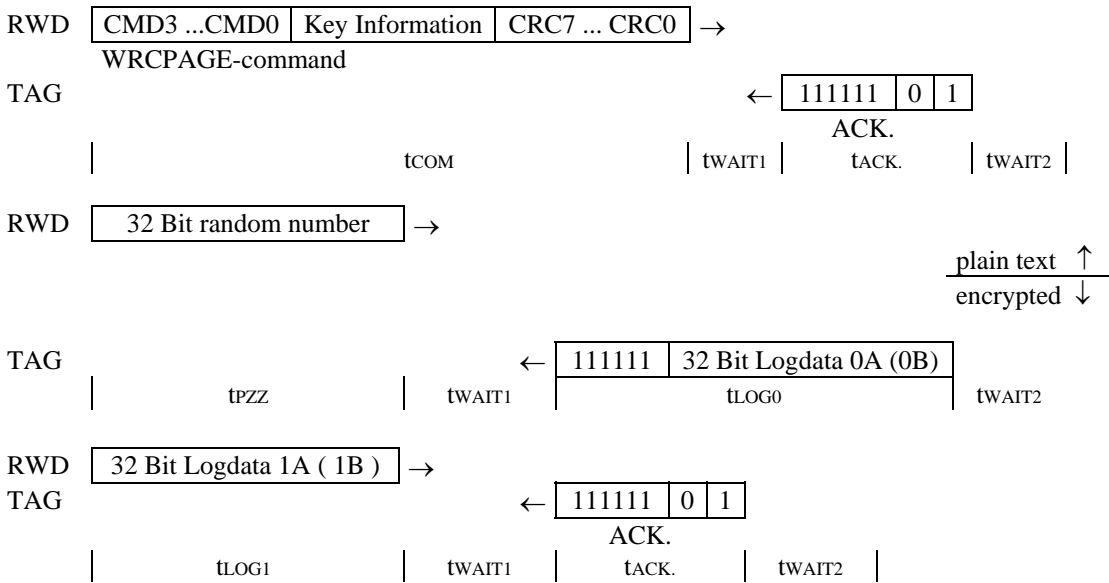 RWD CMD3 ...CMD0 Key Information CRC7 ... CRC0 →
WRCPAGE-command
TAG ← 111111 0 1
ACK.
tCOM tWAIT1 tACK. tWAIT2
RWD 32 Bit random number →
plain text ↑
encrypted ↓
TAG ← 111111 32 Bit Logdata 0A (0B)
tPZZ tWAIT1 tLOG0 tWAIT2
RWD 32 Bit Logdata 1A ( 1B ) →
TAG ← 111111 0 1
ACK.
tLOG1 tWAIT1 tACK. tWAIT2